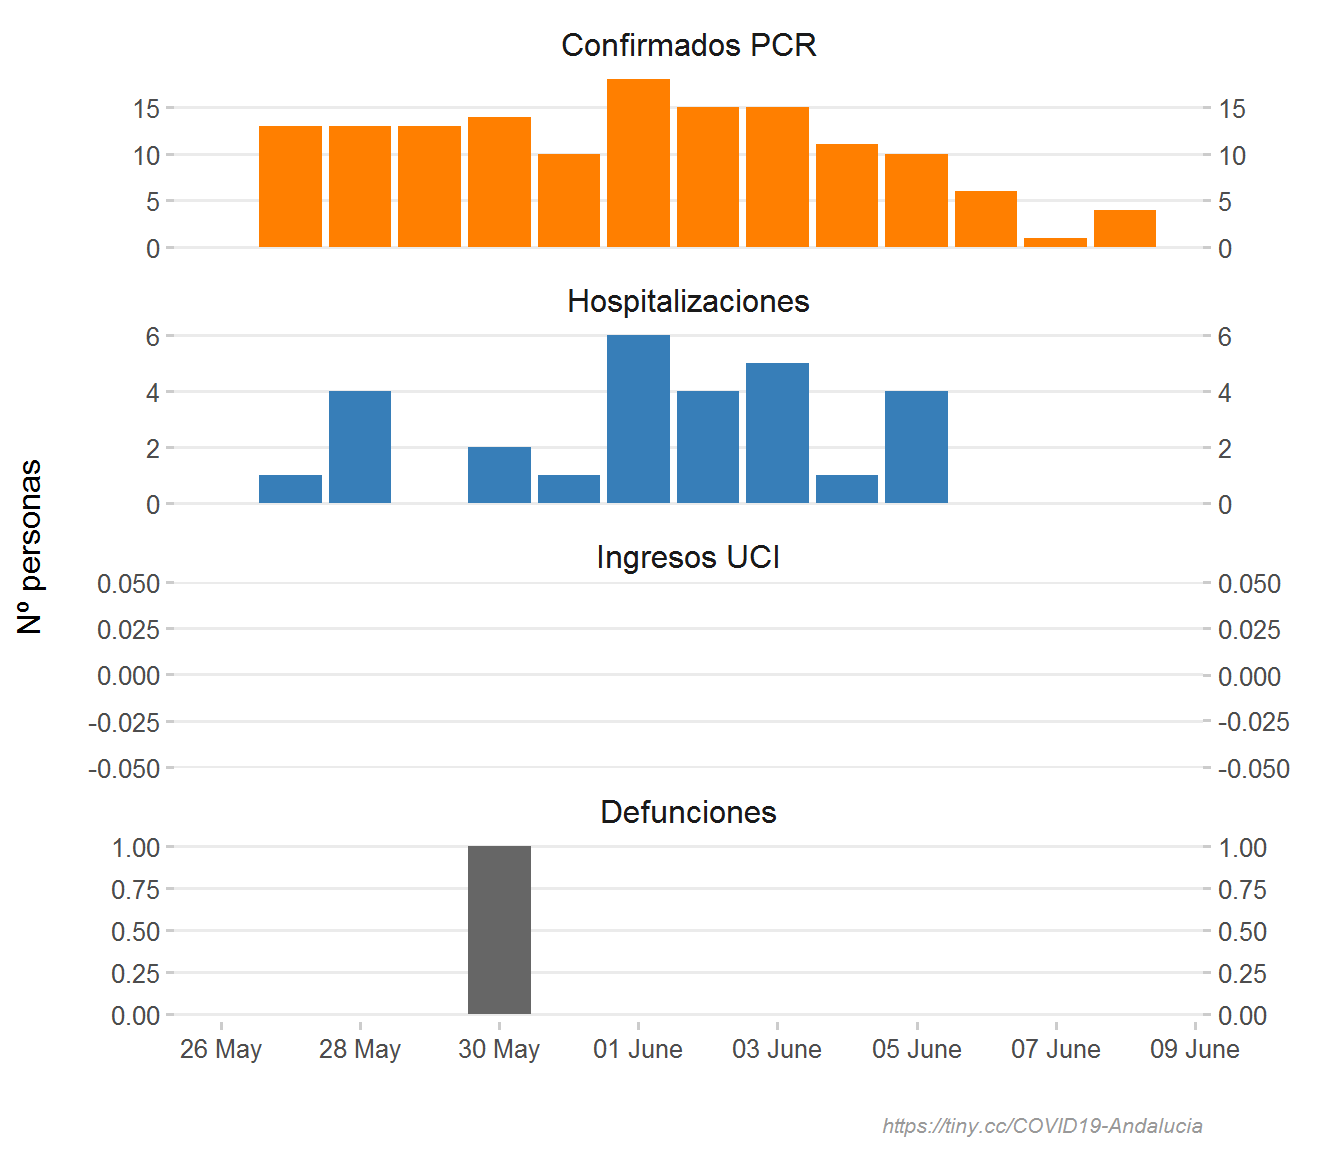 Confirmados PCR
15 15
10 10
5 5
0 0
Hospitalizaciones
6 6
4 4
2 2
0 0
Nº personas
Ingresos UCI
0.050 0.050
0.025 0.025
0.000 0.000
-0.025 -0.025
-0.050 -0.050
Defunciones
1.00 1.00
0.75 0.75
0.50 0.50
0.25 0.25
0.00 0.00
26 May 28 May 30 May 01 June 03 June 05 June 07 June 09 June
https://tiny.cc/COVID19-Andalucia